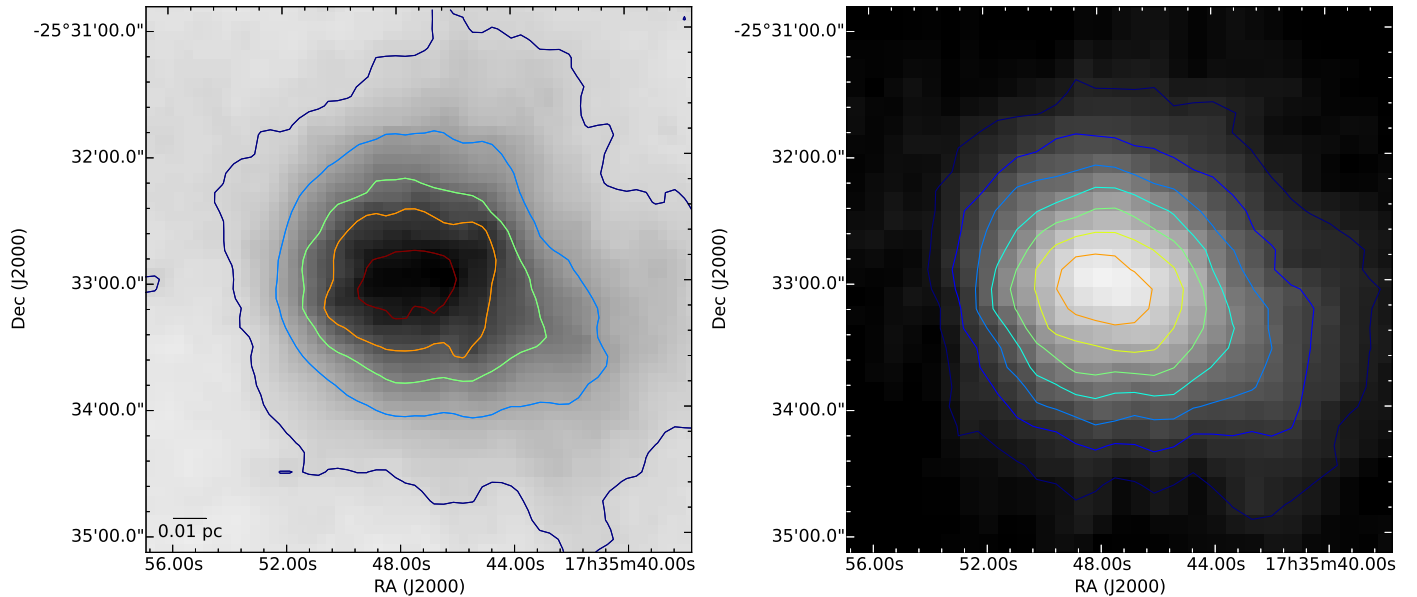 -25°31'00.0"
32'00.0"
33'00.0"
34'00.0"
35'00.0"
Dec (J2000)
0.01 pc
56.00s 52.00s 48.00s 44.00s 17h35m40.00s
RA (J2000)
-25°31'00.0"
32'00.0"
33'00.0"
34'00.0"
35'00.0"
Dec (J2000)
56.00s 52.00s 48.00s 44.00s 17h35m40.00s
RA (J2000)